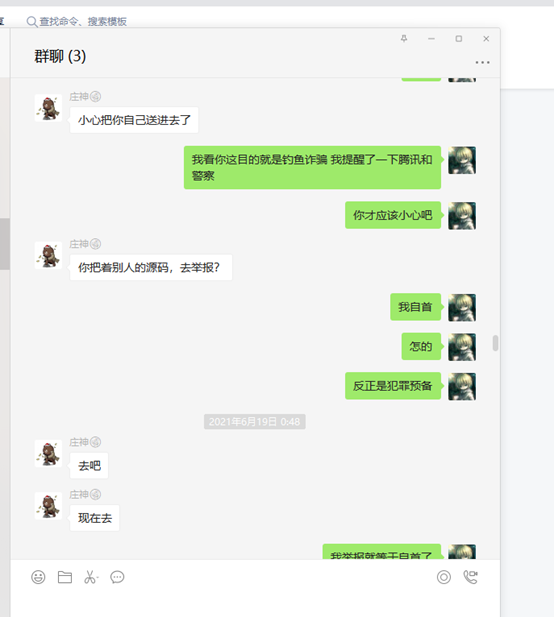 查找命令、搜索模板
群聊 (3)
庄神
小心把你自己送进去了
我看你这目的就是钓鱼诈骗 我提醒了一下腾讯和
警察
你才应该小心吧
庄神
你把着别人的源码，去举报？
我自首
怎的
反正是犯罪预备
2021年6月19日 0:48
庄神
去吧
庄神
现在去
我举报就等于自首了